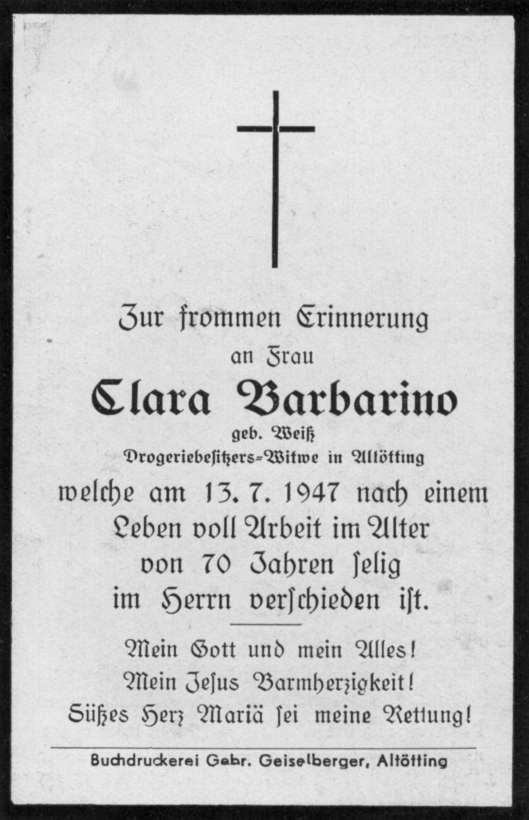 Zur frommen Erinnerung
an Frau
Clara Barbarino
geb. Weiß
Drogeriebesitzers-Witwe in Altötting
welche am 13. 7. 1947 nach einem
Leben voll Arbeit im Alter
von 70 Jahren selig
im Herrn verschieden ist.
Mein Gott und mein Alles!
Mein Jesus Barmherzigkeit!
Süßes Herz Mariä sei meine Rettung!
Buchdruckerei Gebr. Geiselberger, Altötting